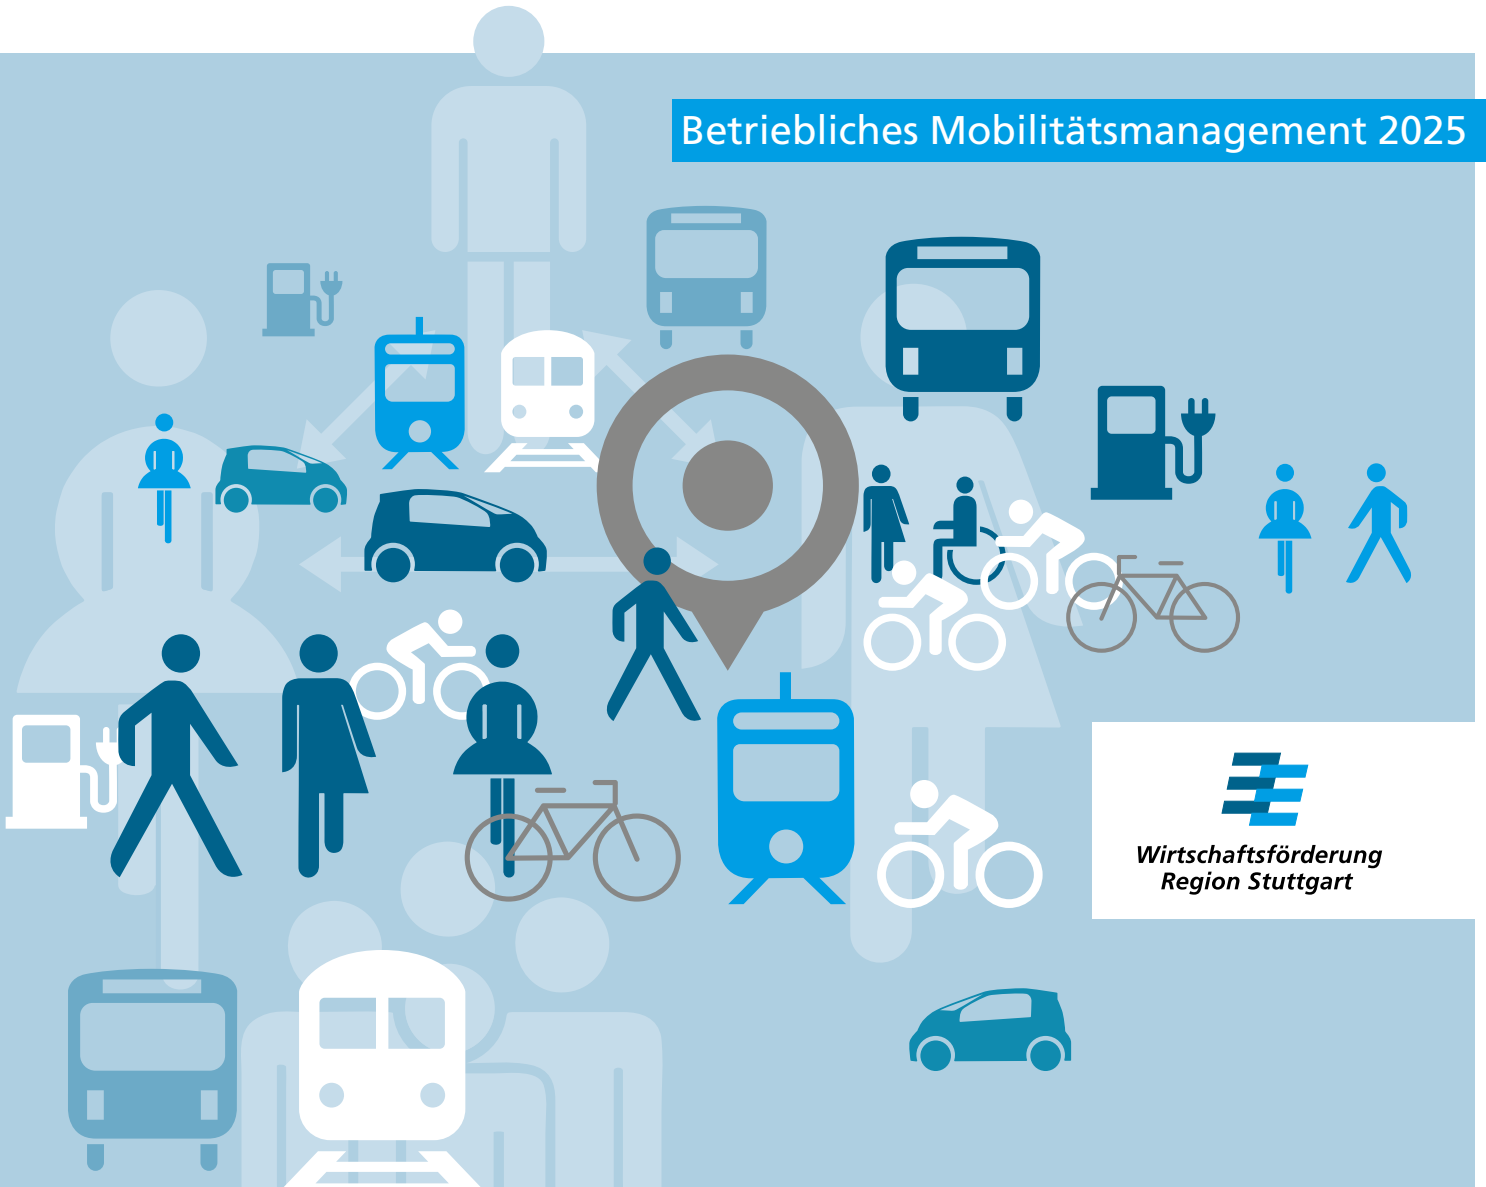 Betriebliches Mobilitätsmanagement 2025
Wirtschaftsförderung
Region Stuttgart